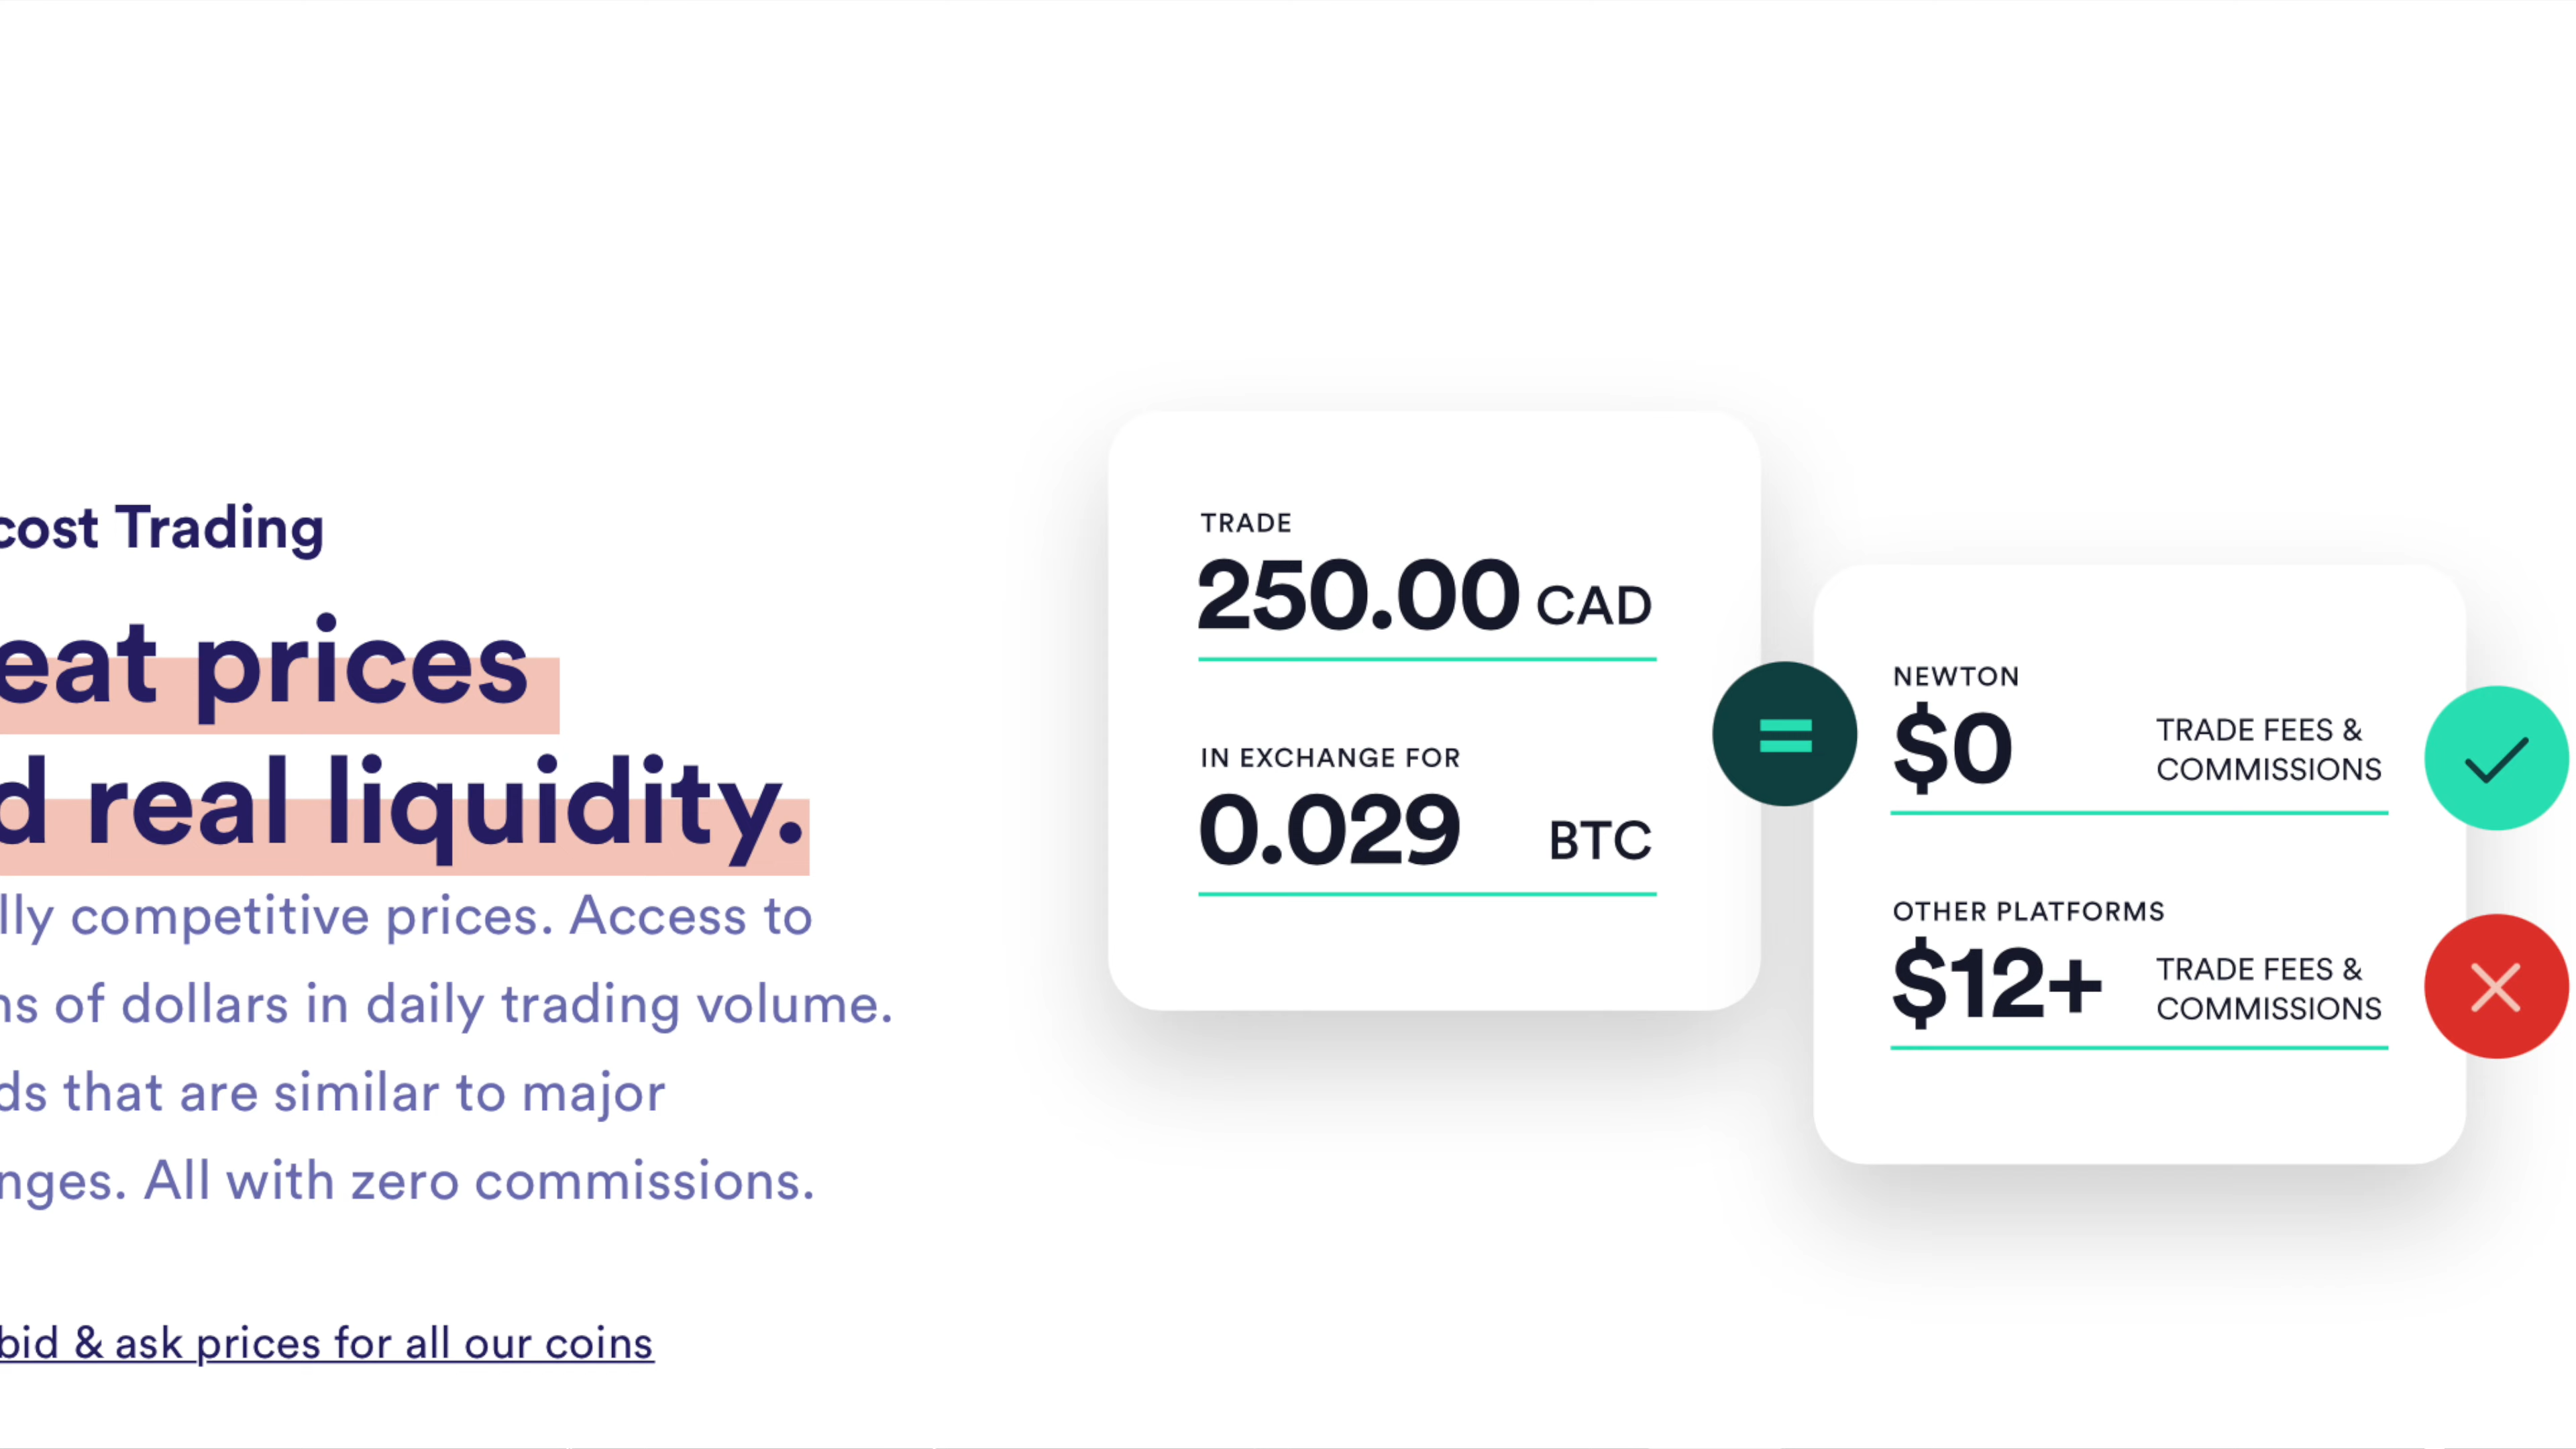 cost Trading
eat prices
d real liquidity.
lly competitive prices. Access to
ns of dollars in daily trading volume.
ds that are similar to major
nges. All with zero commissions.
bid & ask prices for all our coins
TRADE
250.00 CAD
IN EXCHANGE FOR
0.029 BTC
=
NEWTON
$0 TRADE FEES &
COMMISSIONS
OTHER PLATFORMS
$12+ TRADE FEES &
COMMISSIONS